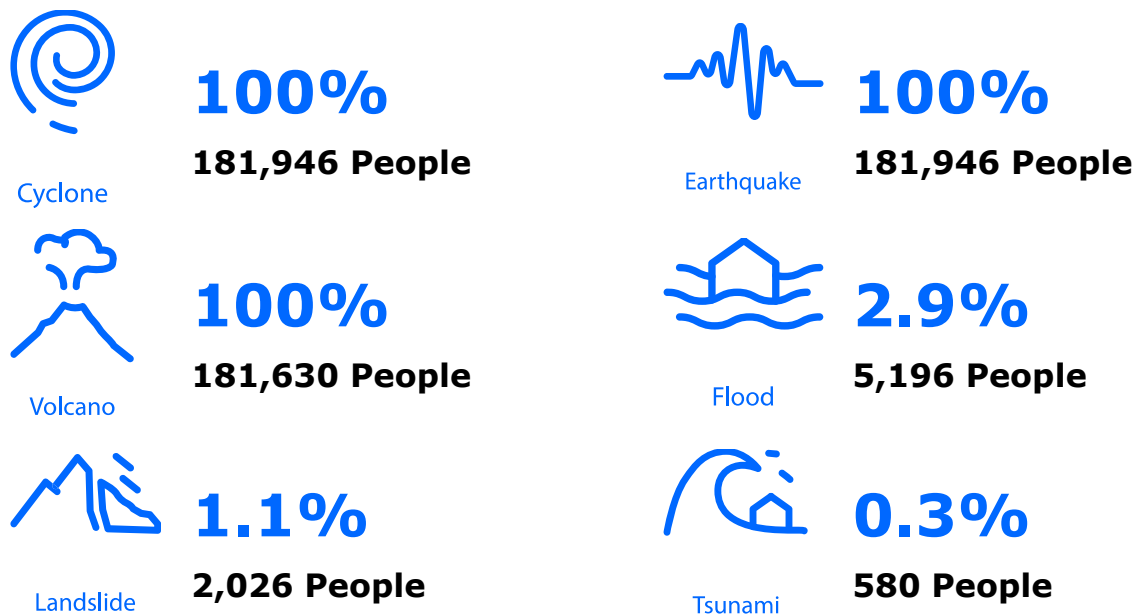 100%
181,946 People
Cyclone
100%
181,946 People
Earthquake
100%
181,630 People
Volcano
2.9%
5,196 People
Flood
1.1%
2,026 People
Landslide
0.3%
580 People
Tsunami